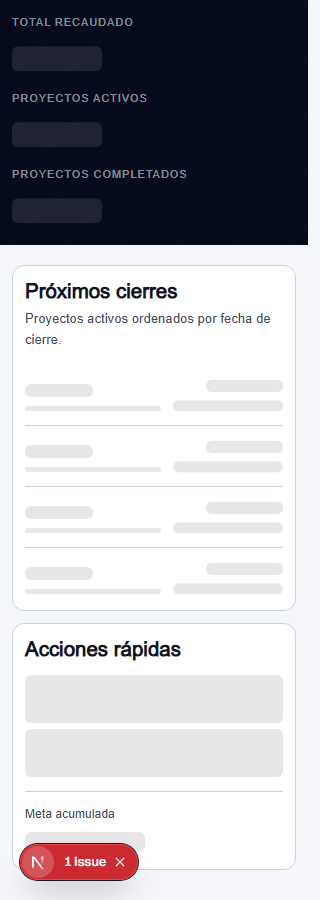 TOTAL RECAUDADO
PROYECTOS ACTIVOS
PROYECTOS COMPLETADOS
Próximos cierres
Proyectos activos ordenados por fecha de
cierre.
Acciones rápidas
Meta acumulada
N 1 Issue